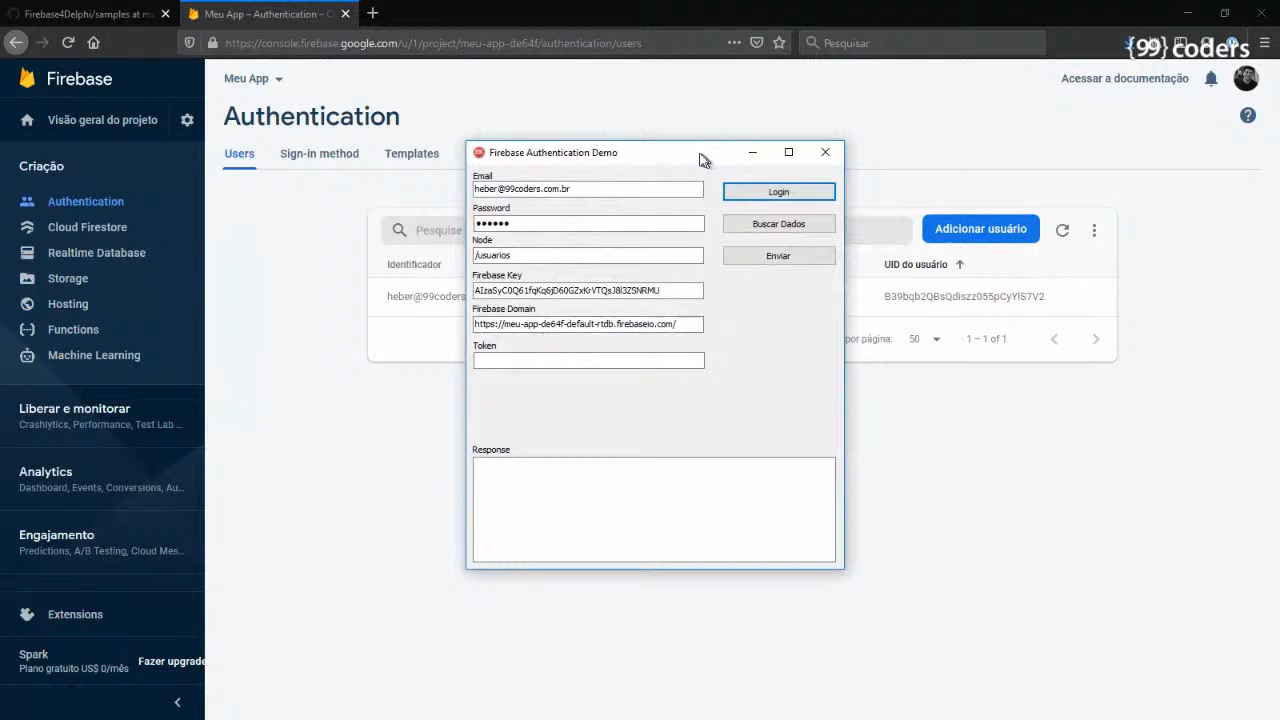 Firebase4Delphi/samples at ma
Meu App – Authentication – C
https://console.firebase.google.com/u/1/project/meu-app-de64f/authentication/users
Pesquisar
{99} coders
Firebase
Meu App
Acessar a documentação
Visão geral do projeto
Authentication
Users
Sign-in method
Templates
Criação
Authentication
Cloud Firestore
Realtime Database
Storage
Hosting
Functions
Machine Learning
Liberar e monitorar
Crashlytics, Performance, Test Lab ...
Analytics
Dashboard, Events, Conversions, Au...
Engajamento
Predictions, A/B Testing, Cloud Mes...
Extensions
Spark
Plano gratuito US$ 0/mês
Fazer upgrade
Pesquise
Adicionar usuário
Identificador
UID do usuário
heber@99coders
B39bqb2QBsQdiszz055pCyYlS7V2
por página:
50
1 – 1 of 1
Firebase Authentication Demo
Email
heber@99coders.com.br
Login
Password
••••••
Buscar Dados
Node
/usuarios
Enviar
Firebase Key
AIzaSyC0Q61fqKq6jD60GZxKrVTQsJ8l3ZSNRMU
Firebase Domain
https://meu-app-de64f-default-rtdb.firebaseio.com/
Token
Response